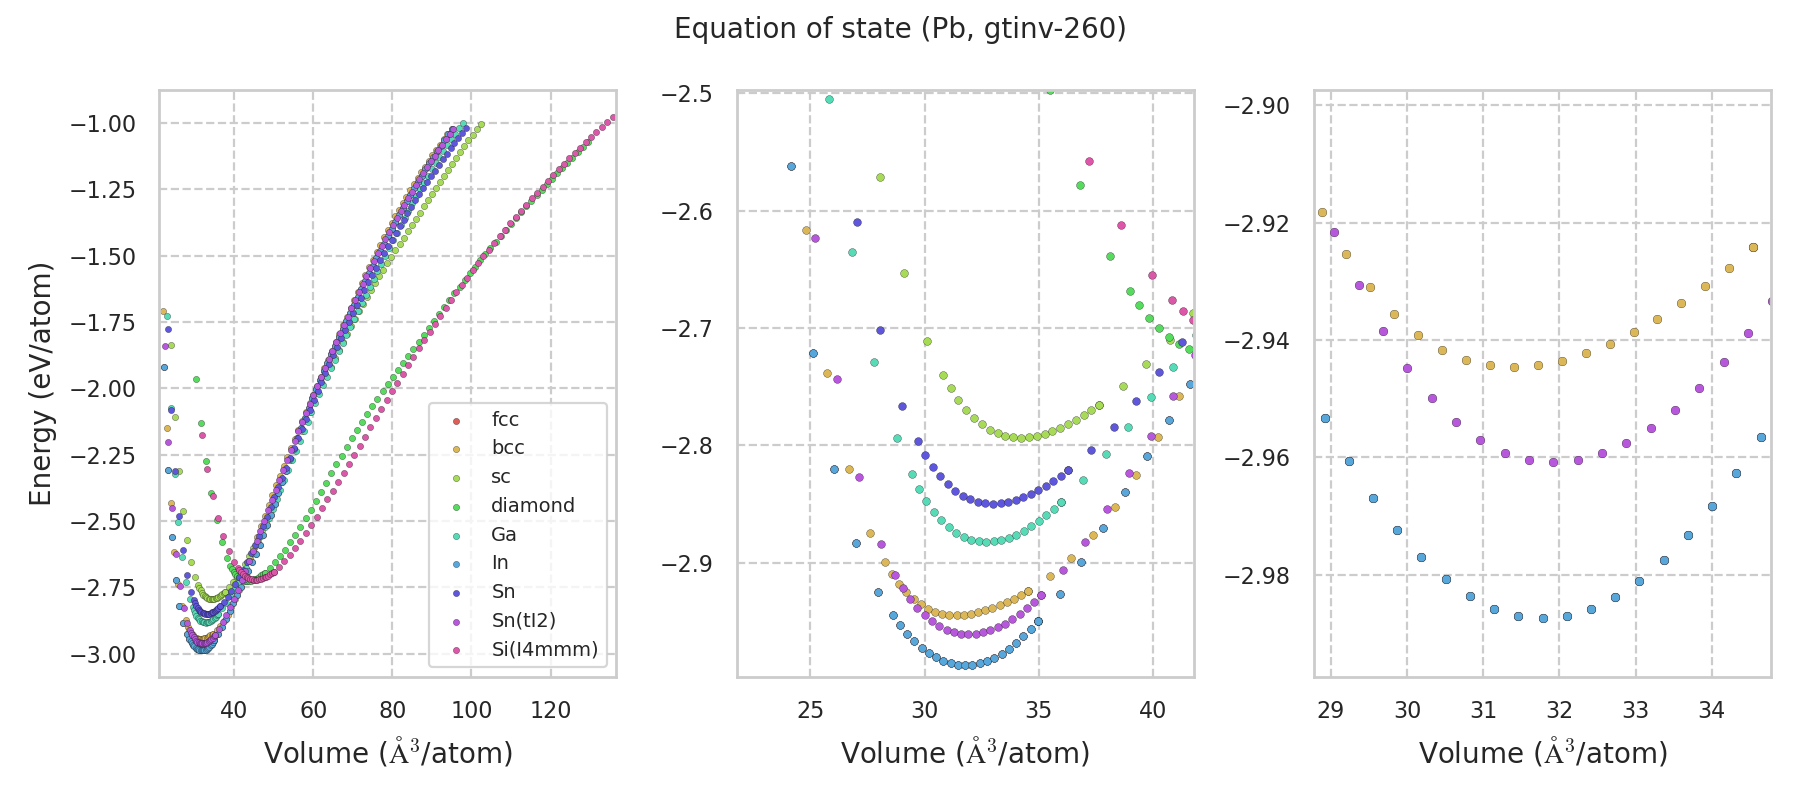 Equation of state (Pb, gtinv-260)
Energy (eV/atom)
−1.00
−1.25
−1.50
−1.75
−2.00
−2.25
−2.50
−2.75
−3.00
40 60 80 100 120
Volume (Å³/atom)
fcc
bcc
sc
diamond
Ga
In
Sn
Sn(tI2)
Si(I4mmm)
−2.5
−2.6
−2.7
−2.8
−2.9
25 30 35 40
Volume (Å³/atom)
−2.90
−2.92
−2.94
−2.96
−2.98
29 30 31 32 33 34
Volume (Å³/atom)